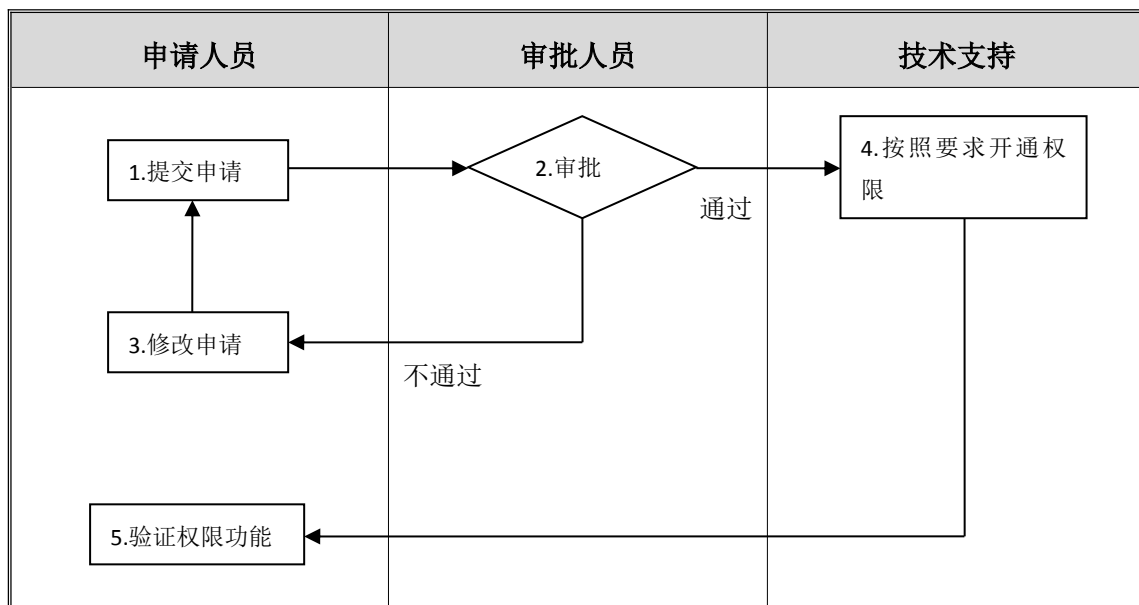 申请人员
审批人员
技术支持
1.提交申请
2.审批
4.按照要求开通权
限
通过
3.修改申请
不通过
5.验证权限功能